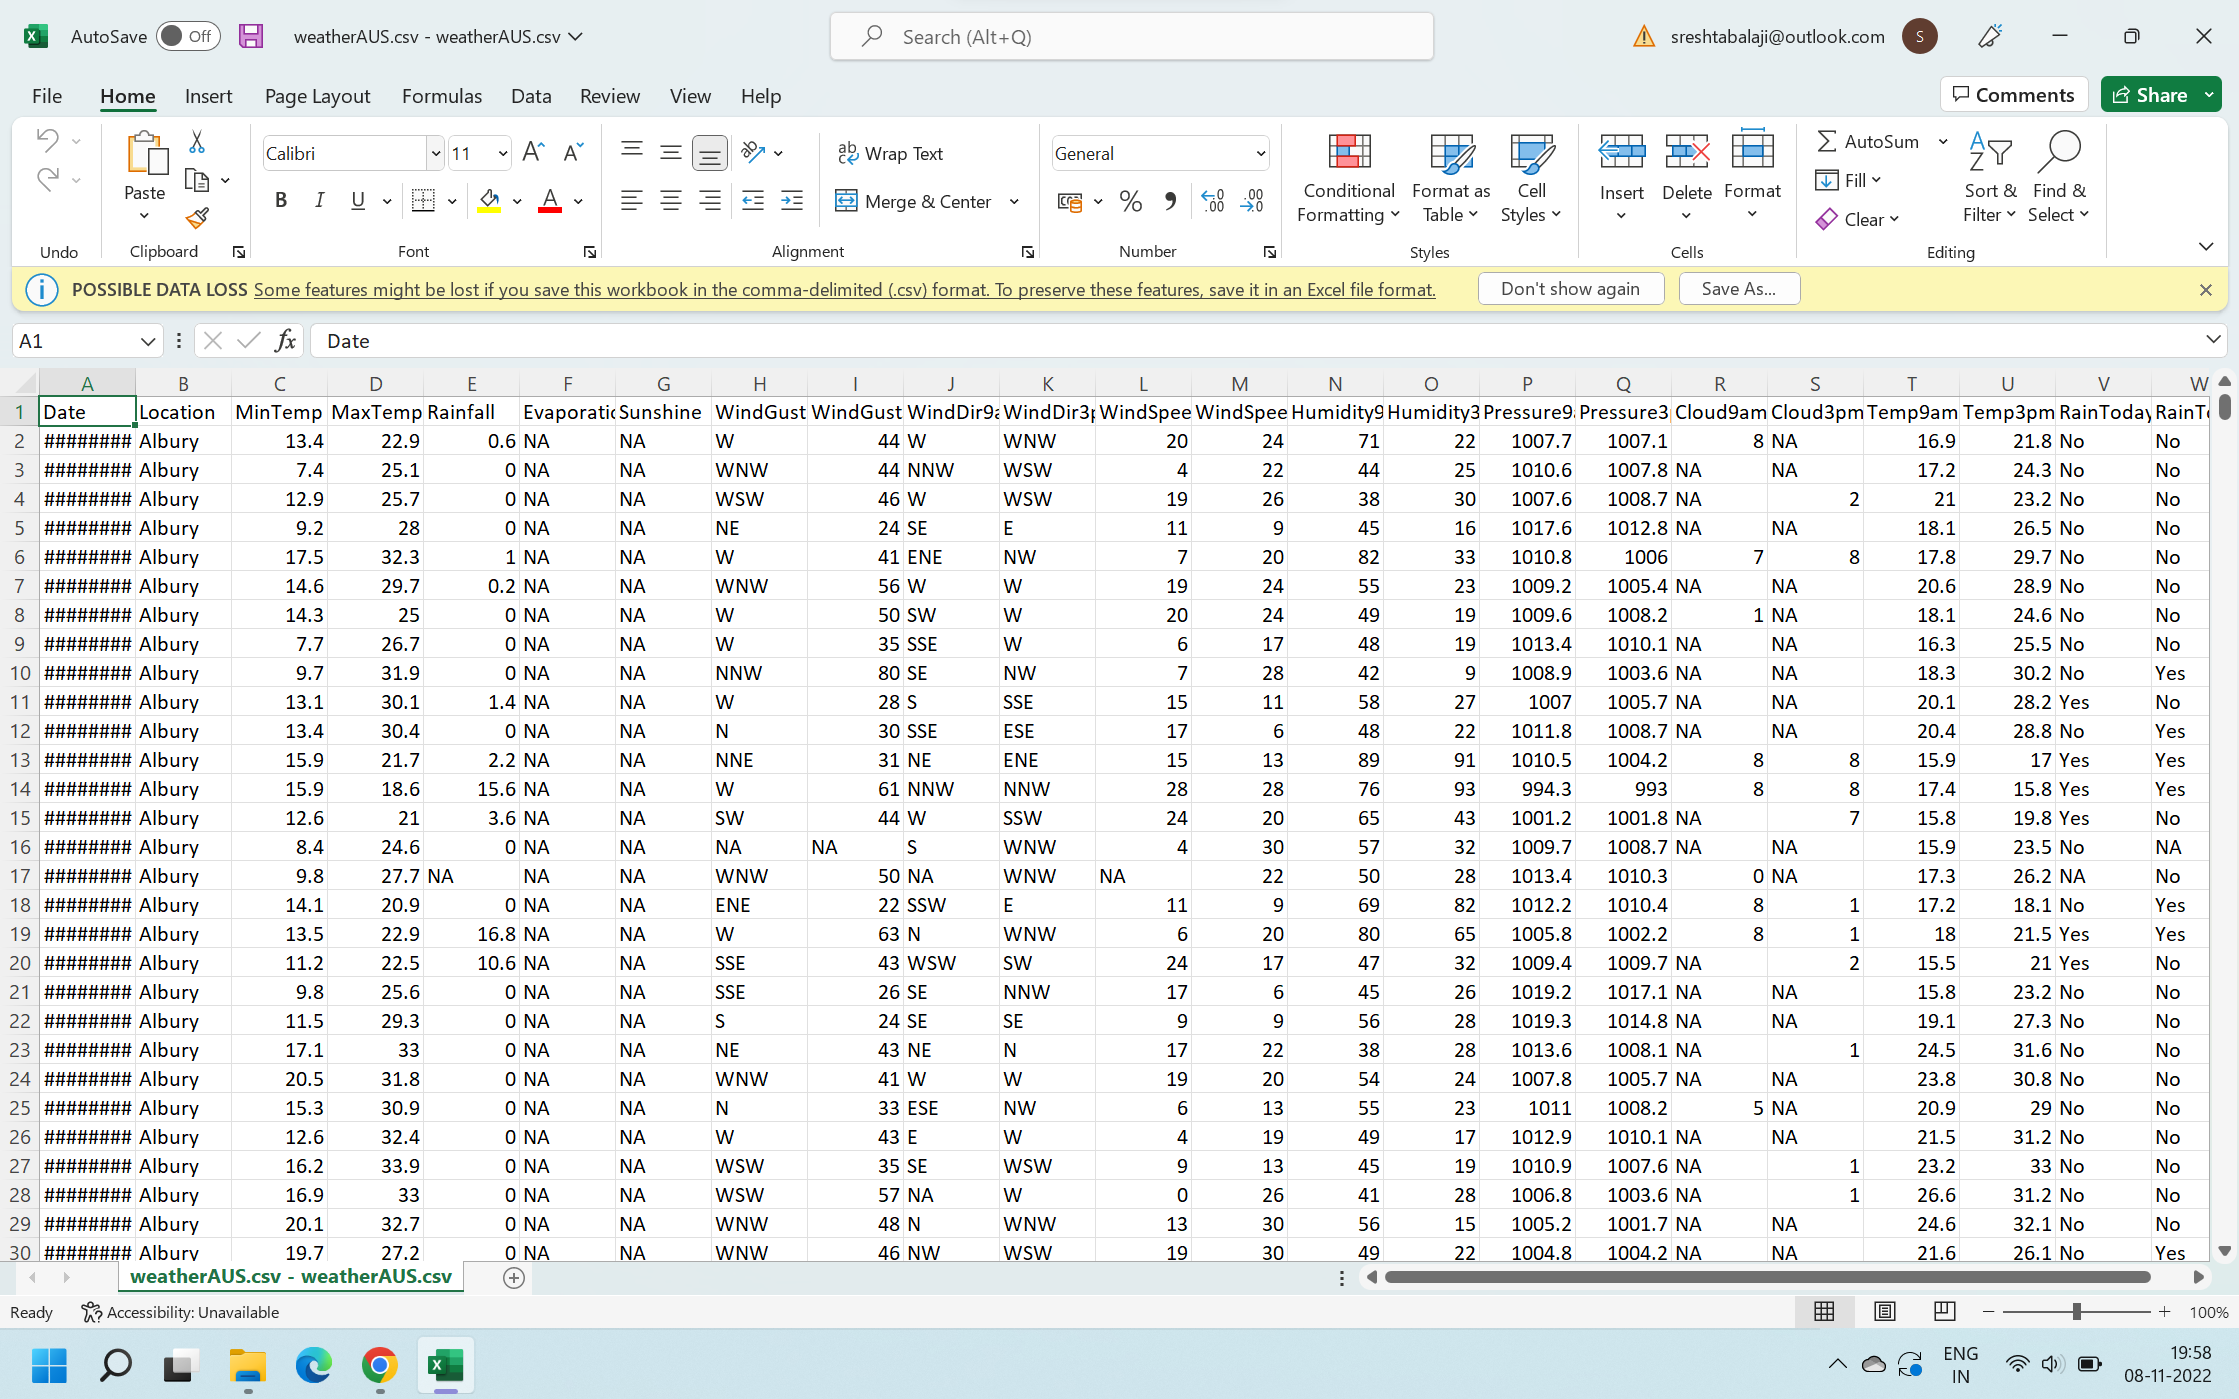 AutoSave Off weatherAUS.csv - weatherAUS.csv Search (Alt+Q) sreshtabalaji@outlook.com S
File Home Insert Page Layout Formulas Data Review View Help Comments Share
Calibri 11 Wrap Text General AutoSum
Paste Conditional Formatting Format as Table Cell Styles Insert Delete Format Fill Sort & Filter Find & Select
B I U Merge & Center % Clear
Undo Clipboard Font Alignment Number Styles Cells Editing
POSSIBLE DATA LOSS Some features might be lost if you save this workbook in the comma-delimited (.csv) format. To preserve these features, save it in an Excel file format. Don't show again Save As...
A1 fx Date
A B C D E F G H I J K L M N O P Q R S T U V W
1 Date Location MinTemp MaxTemp Rainfall Evaporatic Sunshine WindGust WindGust WindDir9a WindDir3p WindSpee WindSpee Humidity9 Humidity3 Pressure9a Pressure3p Cloud9am Cloud3pm Temp9am Temp3pm RainToday RainTo
2 ######## Albury 13.4 22.9 0.6 NA NA W 44 W WNW 20 24 71 22 1007.7 1007.1 8 NA 16.9 21.8 No No
3 ######## Albury 7.4 25.1 0 NA NA WNW 44 NNW WSW 4 22 44 25 1010.6 1007.8 NA NA 17.2 24.3 No No
4 ######## Albury 12.9 25.7 0 NA NA WSW 46 W WSW 19 26 38 30 1007.6 1008.7 NA 2 21 23.2 No No
5 ######## Albury 9.2 28 0 NA NA NE 24 SE E 11 9 45 16 1017.6 1012.8 NA NA 18.1 26.5 No No
6 ######## Albury 17.5 32.3 1 NA NA W 41 ENE NW 7 20 82 33 1010.8 1006 7 8 17.8 29.7 No No
7 ######## Albury 14.6 29.7 0.2 NA NA WNW 56 W W 19 24 55 23 1009.2 1005.4 NA NA 20.6 28.9 No No
8 ######## Albury 14.3 25 0 NA NA W 50 SW W 20 24 49 19 1009.6 1008.2 1 NA 18.1 24.6 No No
9 ######## Albury 7.7 26.7 0 NA NA W 35 SSE W 6 17 48 19 1013.4 1010.1 NA NA 16.3 25.5 No No
10 ######## Albury 9.7 31.9 0 NA NA NNW 80 SE NW 7 28 42 9 1008.9 1003.6 NA NA 18.3 30.2 No Yes
11 ######## Albury 13.1 30.1 1.4 NA NA W 28 S SSE 15 11 58 27 1007 1005.7 NA NA 20.1 28.2 Yes No
12 ######## Albury 13.4 30.4 0 NA NA N 30 SSE ESE 17 6 48 22 1011.8 1008.7 NA NA 20.4 28.8 No Yes
13 ######## Albury 15.9 21.7 2.2 NA NA NNE 31 NE ENE 15 13 89 91 1010.5 1004.2 8 8 15.9 17 Yes Yes
14 ######## Albury 15.9 18.6 15.6 NA NA W 61 NNW NNW 28 28 76 93 994.3 993 8 8 17.4 15.8 Yes Yes
15 ######## Albury 12.6 21 3.6 NA NA SW 44 W SSW 24 20 65 43 1001.2 1001.8 NA 7 15.8 19.8 Yes No
16 ######## Albury 8.4 24.6 0 NA NA NA NA S WNW 4 30 57 32 1009.7 1008.7 NA NA 15.9 23.5 No NA
17 ######## Albury 9.8 27.7 NA NA NA WNW 50 NA WNW NA 22 50 28 1013.4 1010.3 0 NA 17.3 26.2 NA No
18 ######## Albury 14.1 20.9 0 NA NA ENE 22 SSW E 11 9 69 82 1012.2 1010.4 8 1 17.2 18.1 No Yes
19 ######## Albury 13.5 22.9 16.8 NA NA W 63 N WNW 6 20 80 65 1005.8 1002.2 8 1 18 21.5 Yes Yes
20 ######## Albury 11.2 22.5 10.6 NA NA SSE 43 WSW SW 24 17 47 32 1009.4 1009.7 NA 2 15.5 21 Yes No
21 ######## Albury 9.8 25.6 0 NA NA SSE 26 SE NNW 17 6 45 26 1019.2 1017.1 NA NA 15.8 23.2 No No
22 ######## Albury 11.5 29.3 0 NA NA S 24 SE SE 9 9 56 28 1019.3 1014.8 NA NA 19.1 27.3 No No
23 ######## Albury 17.1 33 0 NA NA NE 43 NE N 17 22 38 28 1013.6 1008.1 NA 1 24.5 31.6 No No
24 ######## Albury 20.5 31.8 0 NA NA WNW 41 W W 19 20 54 24 1007.8 1005.7 NA NA 23.8 30.8 No No
25 ######## Albury 15.3 30.9 0 NA NA N 33 ESE NW 6 13 55 23 1011 1008.2 5 NA 20.9 29 No No
26 ######## Albury 12.6 32.4 0 NA NA W 43 E W 4 19 49 17 1012.9 1010.1 NA NA 21.5 31.2 No No
27 ######## Albury 16.2 33.9 0 NA NA WSW 35 SE WSW 9 13 45 19 1010.9 1007.6 NA 1 23.2 33 No No
28 ######## Albury 16.9 33 0 NA NA WSW 57 NA W 0 26 41 28 1006.8 1003.6 NA 1 26.6 31.2 No No
29 ######## Albury 20.1 32.7 0 NA NA WNW 48 N WNW 13 30 56 15 1005.2 1001.7 NA NA 24.6 32.1 No No
30 ######## Albury 19.7 27.2 0 NA NA WNW 46 NW WSW 19 30 49 22 1004.8 1004.2 NA NA 21.6 26.1 No Yes
weatherAUS.csv - weatherAUS.csv
Ready Accessibility: Unavailable 100%
ENG IN 19:58
08-11-2022